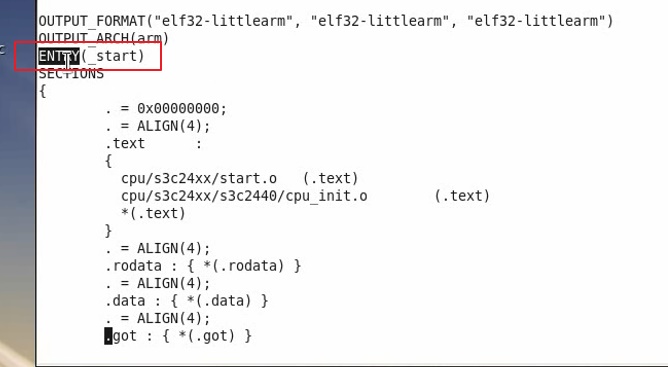 OUTPUT_FORMAT("elf32-littlearm", "elf32-littlearm", "elf32-littlearm")
OUTPUT_ARCH(arm)
ENTRY(_start)
SECTIONS
{
. = 0x00000000;
. = ALIGN(4);
.text :
{
cpu/s3c24xx/start.o (.text)
cpu/s3c24xx/s3c2440/cpu_init.o (.text)
*(.text)
}
. = ALIGN(4);
.rodata : { *(.rodata) }
. = ALIGN(4);
.data : { *(.data) }
. = ALIGN(4);
.got : { *(.got) }